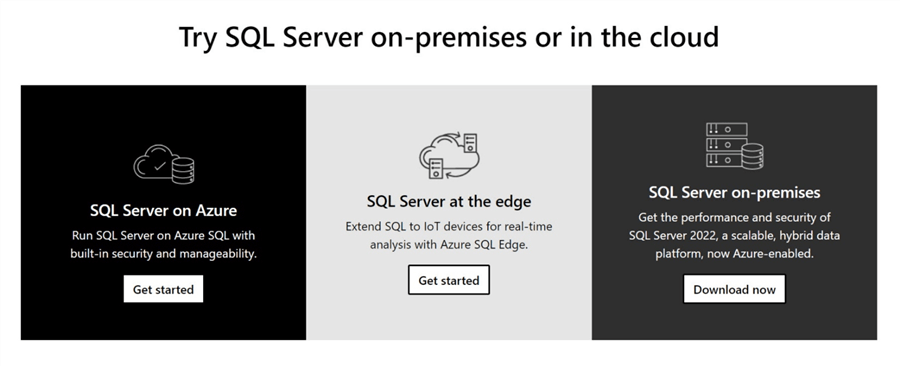 Try SQL Server on-premises or in the cloud
SQL Server on Azure
Run SQL Server on Azure SQL with
built-in security and manageability.
Get started
SQL Server at the edge
Extend SQL to IoT devices for real-time
analysis with Azure SQL Edge.
Get started
SQL Server on-premises
Get the performance and security of
SQL Server 2022, a scalable, hybrid data
platform, now Azure-enabled.
Download now